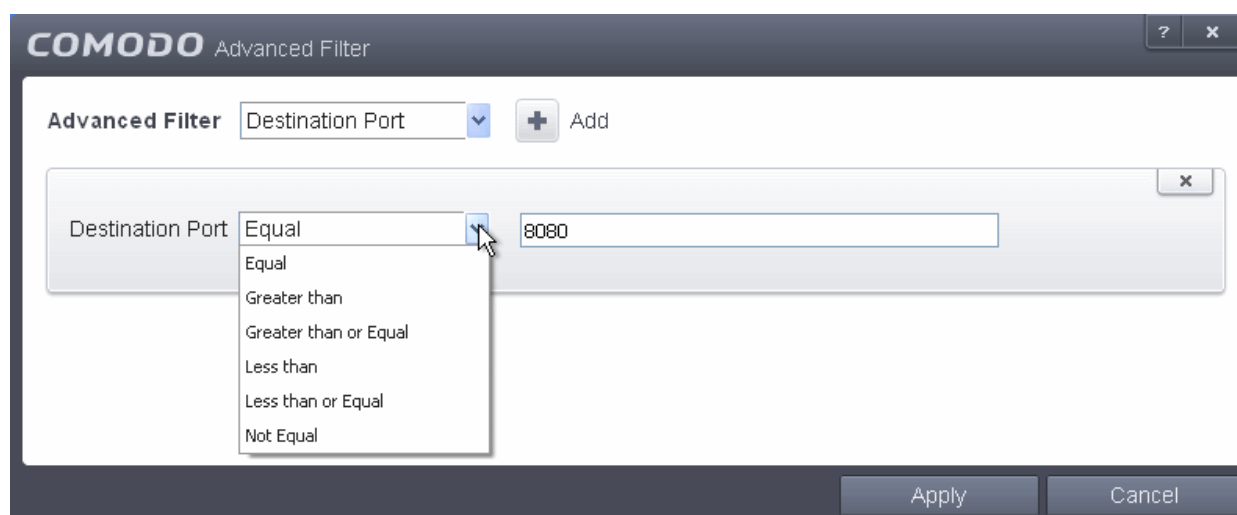 COMODO Advanced Filter ? x
Advanced Filter Destination Port + Add
x
Destination Port Equal 8080
Equal
Greater than
Greater than or Equal
Less than
Less than or Equal
Not Equal
Apply Cancel